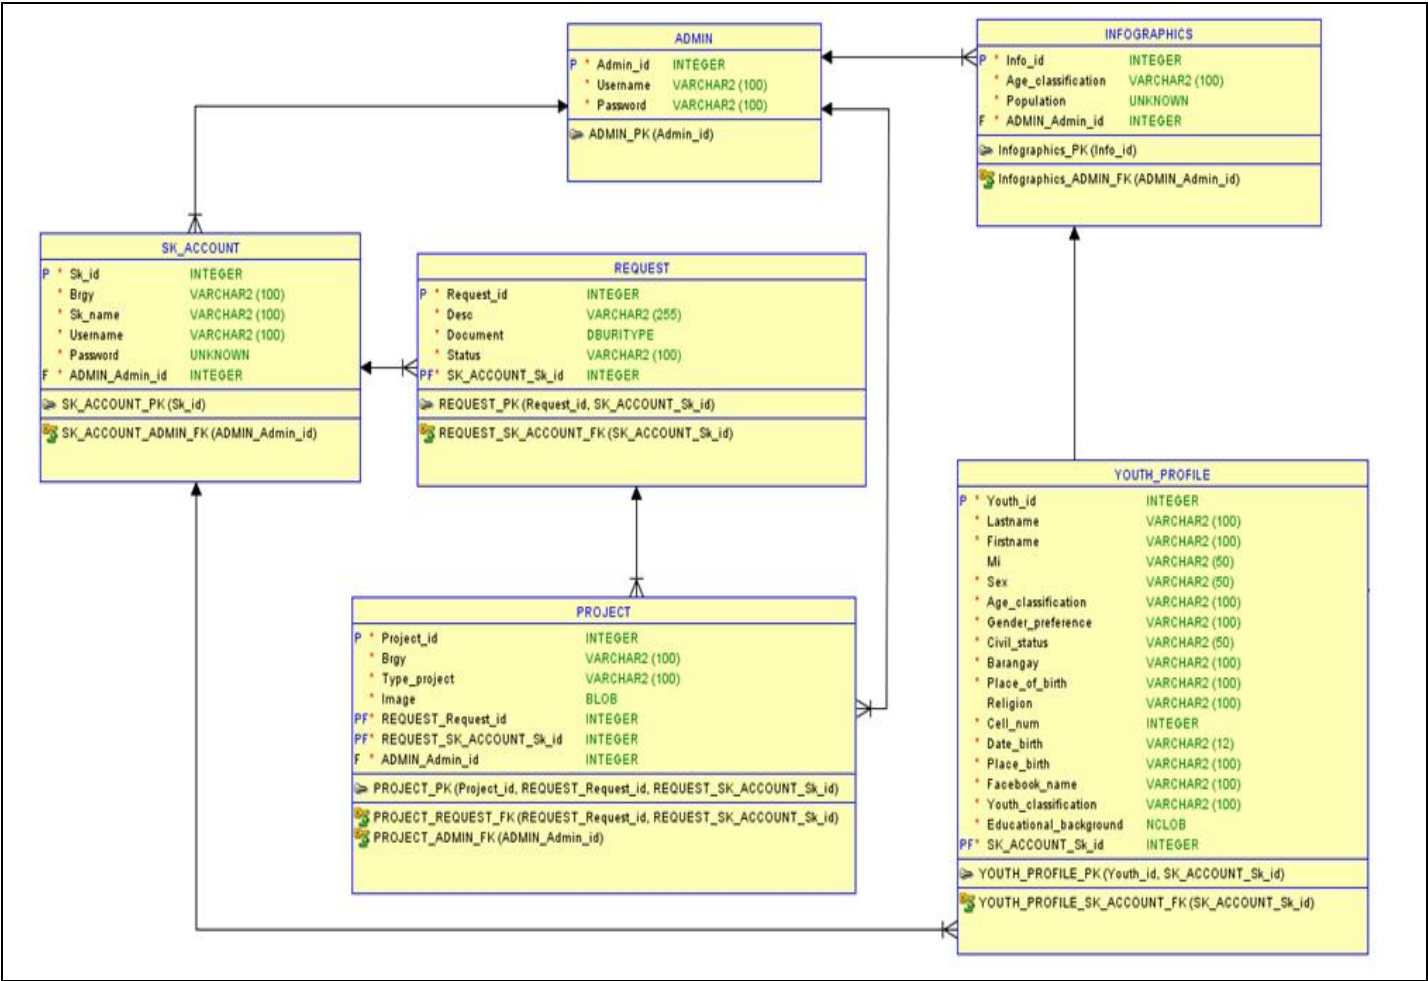 ADMIN
P * Admin_id INTEGER
* Username VARCHAR2 (100)
* Password VARCHAR2 (100)
ADMIN_PK (Admin_id)
INFOGRAPHICS
P * Info_id INTEGER
* Age_classification VARCHAR2 (100)
* Population UNKNOWN
F * ADMIN_Admin_id INTEGER
Infographics_PK (Info_id)
Infographics_ADMIN_FK (ADMIN_Admin_id)
SK_ACCOUNT
P * Sk_id INTEGER
* Brgy VARCHAR2 (100)
* Sk_name VARCHAR2 (100)
* Username VARCHAR2 (100)
* Password UNKNOWN
F * ADMIN_Admin_id INTEGER
SK_ACCOUNT_PK (Sk_id)
SK_ACCOUNT_ADMIN_FK (ADMIN_Admin_id)
REQUEST
P * Request_id INTEGER
* Desc VARCHAR2 (255)
* Document DBURITYPE
* Status VARCHAR2 (100)
PF* SK_ACCOUNT_Sk_id INTEGER
REQUEST_PK (Request_id, SK_ACCOUNT_Sk_id)
REQUEST_SK_ACCOUNT_FK (SK_ACCOUNT_Sk_id)
PROJECT
P * Project_id INTEGER
* Brgy VARCHAR2 (100)
* Type_project VARCHAR2 (100)
* Image BLOB
PF* REQUEST_Request_id INTEGER
PF* REQUEST_SK_ACCOUNT_Sk_id INTEGER
F * ADMIN_Admin_id INTEGER
PROJECT_PK (Project_id, REQUEST_Request_id, REQUEST_SK_ACCOUNT_Sk_id)
PROJECT_REQUEST_FK (REQUEST_Request_id, REQUEST_SK_ACCOUNT_Sk_id)
PROJECT_ADMIN_FK (ADMIN_Admin_id)
YOUTH_PROFILE
P * Youth_id INTEGER
* Lastname VARCHAR2 (100)
* Firstname VARCHAR2 (100)
Mi VARCHAR2 (50)
* Sex VARCHAR2 (50)
* Age_classification VARCHAR2 (100)
* Gender_preference VARCHAR2 (100)
* Civil_status VARCHAR2 (50)
* Barangay VARCHAR2 (100)
* Place_of_birth VARCHAR2 (100)
Religion VARCHAR2 (100)
* Cell_num INTEGER
* Date_birth VARCHAR2 (12)
* Place_birth VARCHAR2 (100)
* Facebook_name VARCHAR2 (100)
* Youth_classification VARCHAR2 (100)
* Educational_background NCLOB
PF* SK_ACCOUNT_Sk_id INTEGER
YOUTH_PROFILE_PK (Youth_id, SK_ACCOUNT_Sk_id)
YOUTH_PROFILE_SK_ACCOUNT_FK (SK_ACCOUNT_Sk_id)